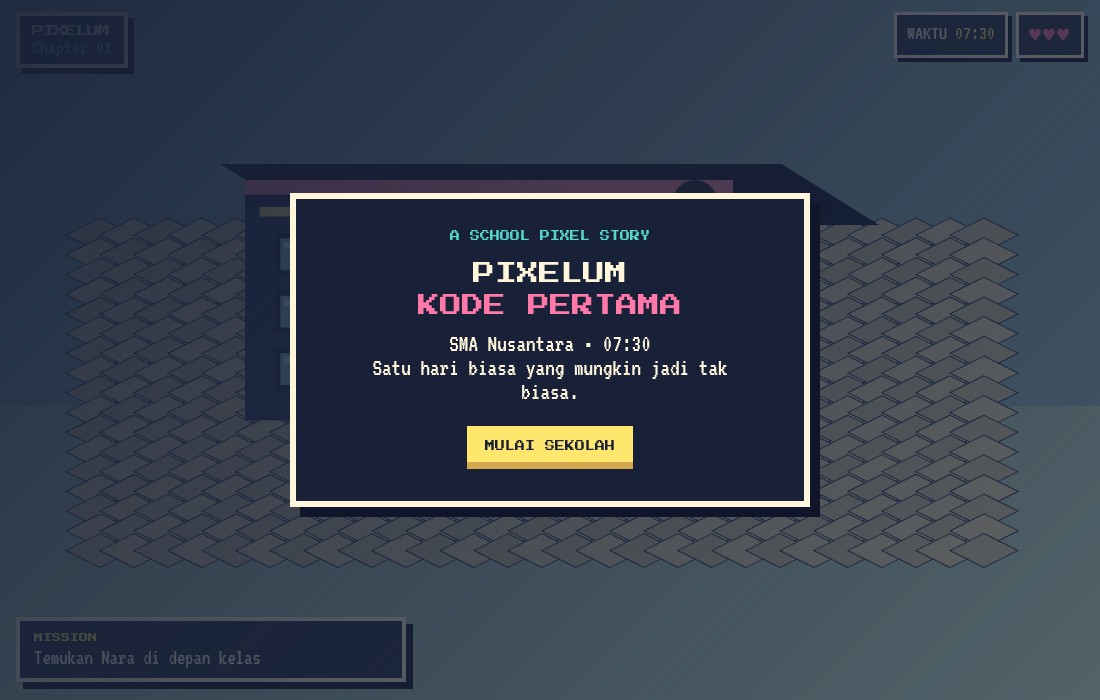 PIXELUM
Chapter 01
WAKTU 07:30
♥♥♥
A SCHOOL PIXEL STORY
PIXELUM
KODE PERTAMA
SMA Nusantara • 07:30
Satu hari biasa yang mungkin jadi tak
biasa.
MULAI SEKOLAH
MISSION
Temukan Nara di depan kelas